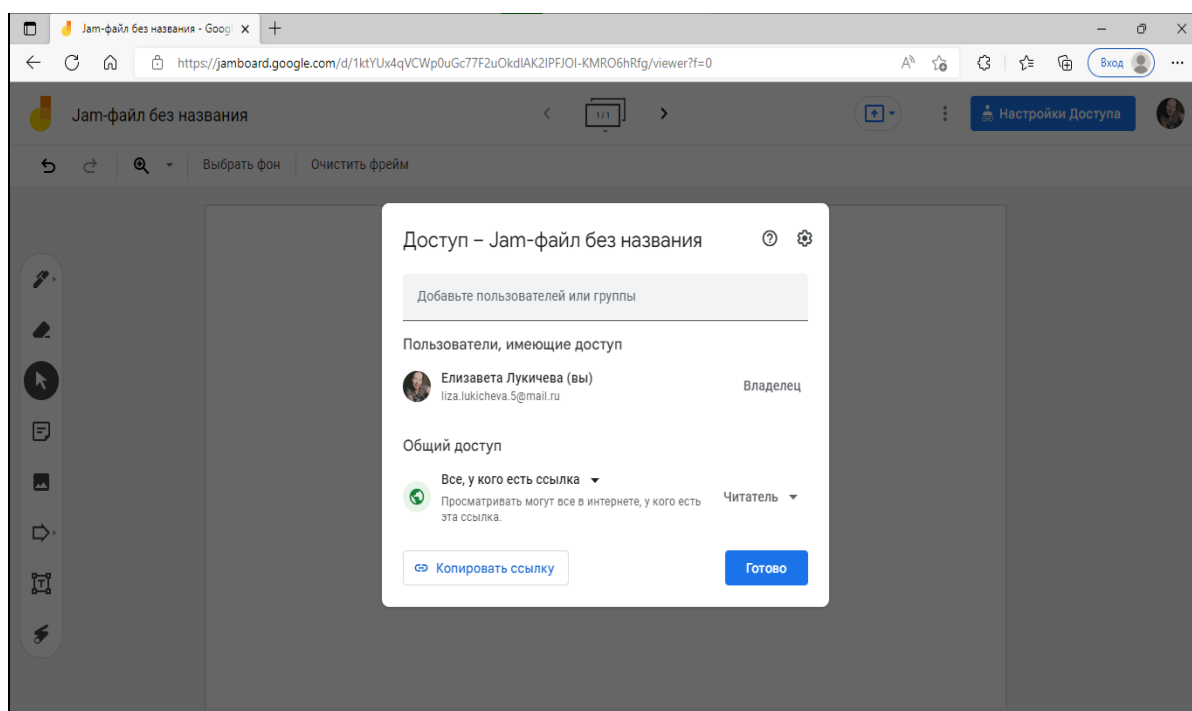 Jam-файл без названия - Goog
https://jamboard.google.com/d/1ktYUx4qVCWp0uGc77F2uOkdIAK2IPFJOI-KMRO6hRfg/viewer?f=0
Вход
Jam-файл без названия
1/1
Настройки Доступа
Выбрать фон
Очистить фрейм
Доступ – Jam-файл без названия
Добавьте пользователей или группы
Пользователи, имеющие доступ
Елизавета Лукичева (вы)
liza.lukicheva.5@mail.ru
Владелец
Общий доступ
Все, у кого есть ссылка
Просматривать могут все в интернете, у кого есть
эта ссылка.
Читатель
Копировать ссылку
Готово